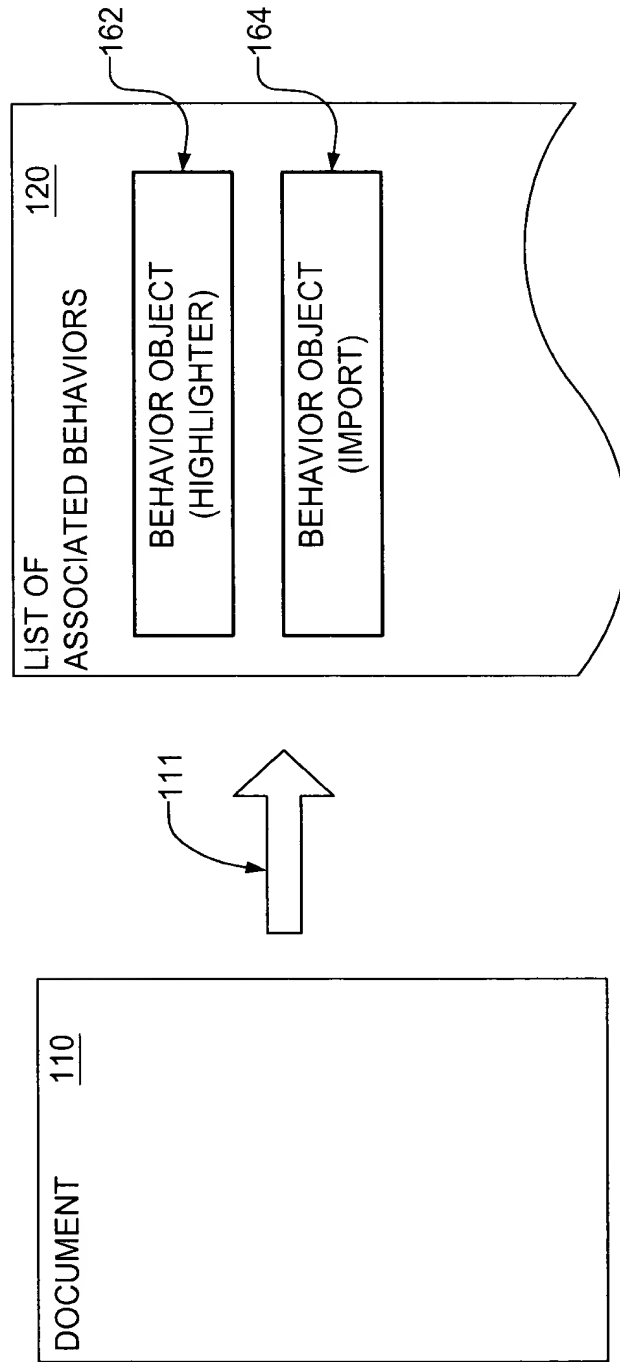 DOCUMENT 110
111
LIST OF
ASSOCIATED BEHAVIORS 120
BEHAVIOR OBJECT
(HIGHLIGHTER)
162
BEHAVIOR OBJECT
(IMPORT)
164